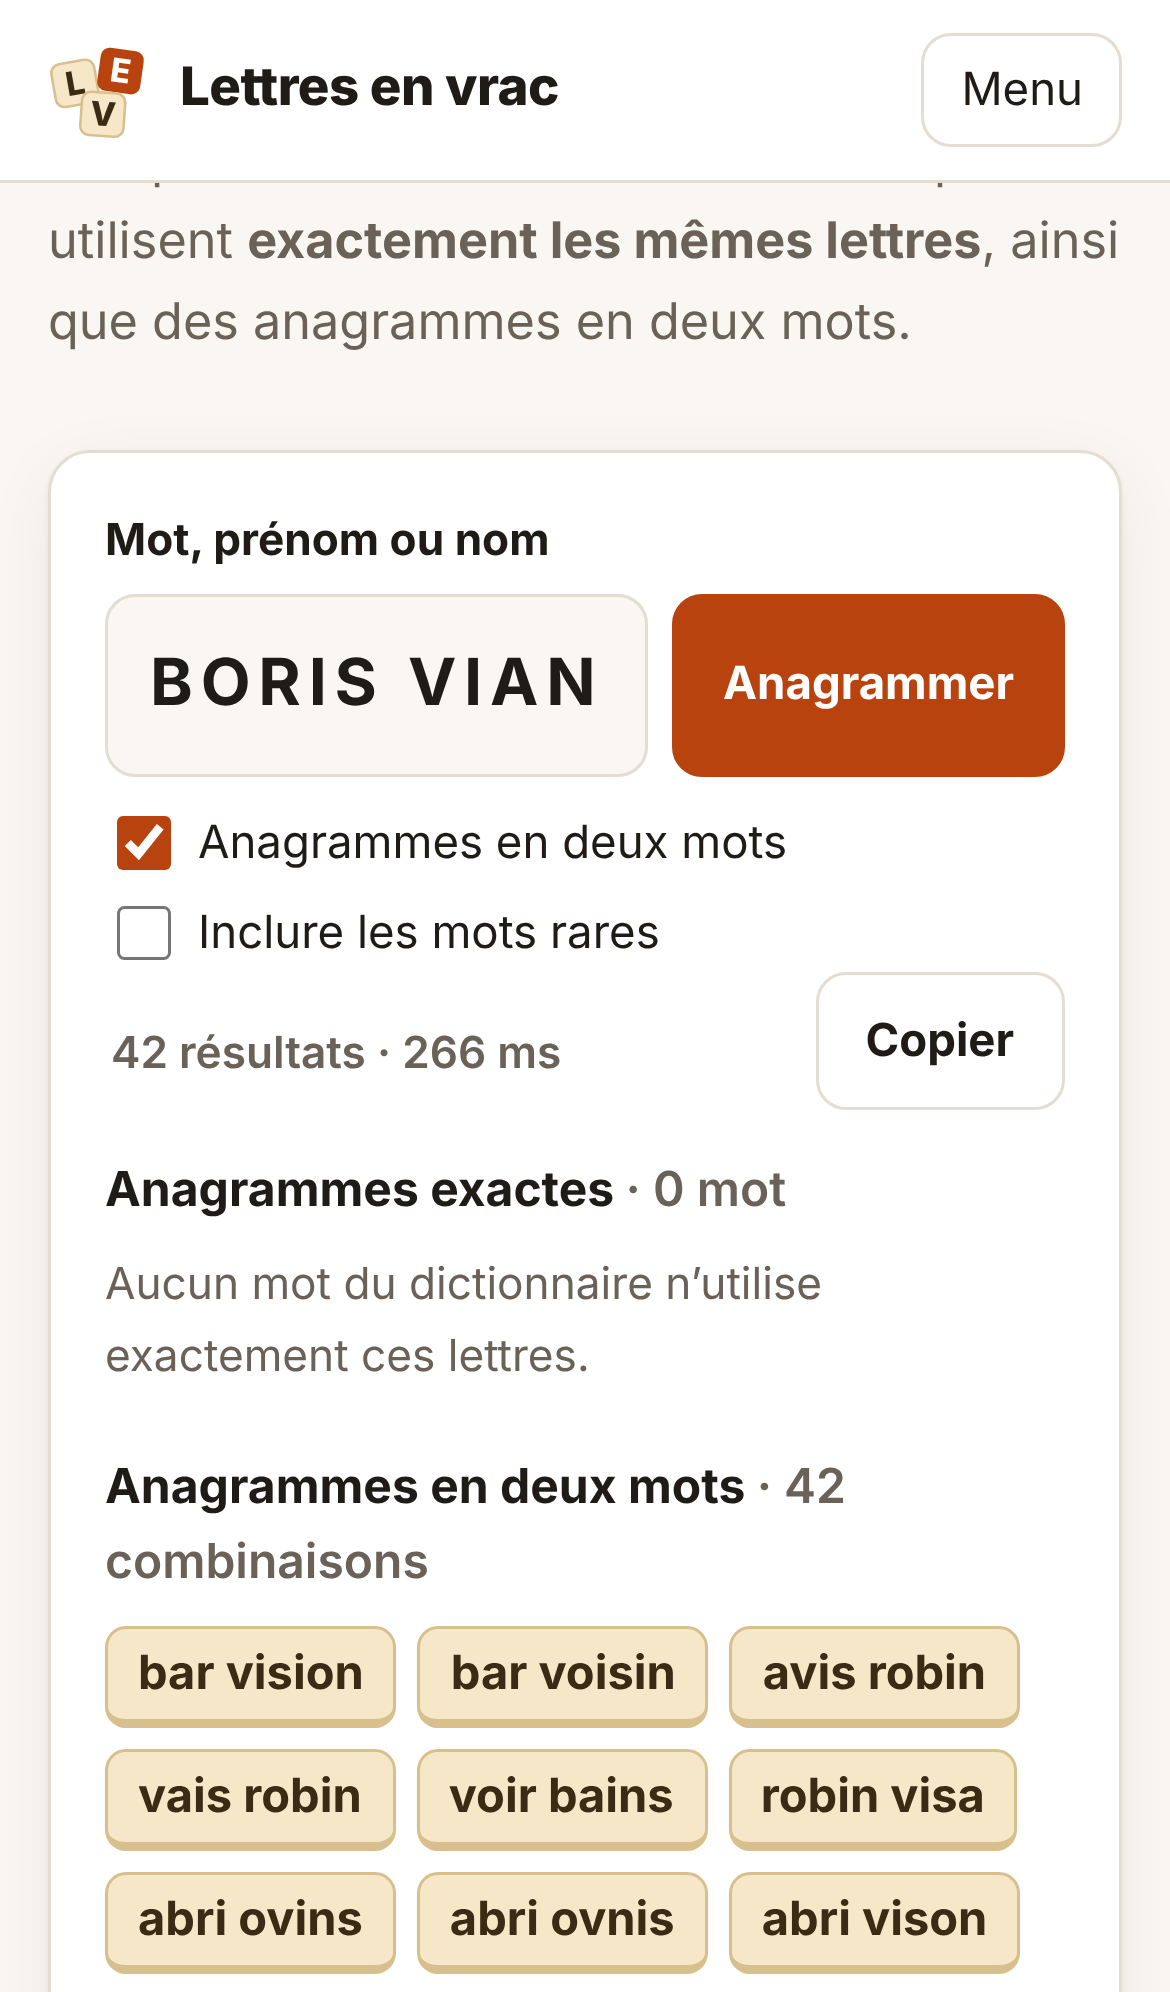 L E V
Lettres en vrac
Menu
utilisent exactement les mêmes lettres, ainsi
que des anagrammes en deux mots.
Mot, prénom ou nom
BORIS VIAN
Anagrammer
Anagrammes en deux mots
Inclure les mots rares
42 résultats · 266 ms
Copier
Anagrammes exactes · 0 mot
Aucun mot du dictionnaire n’utilise
exactement ces lettres.
Anagrammes en deux mots · 42
combinaisons
bar vision
bar voisin
avis robin
vais robin
voir bains
robin visa
abri ovins
abri ovnis
abri vison